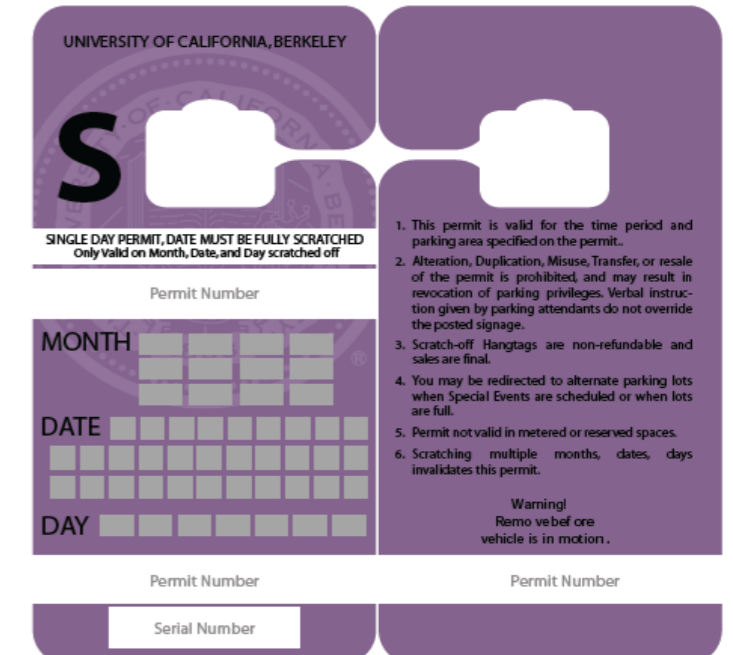 UNIVERSITY OF CALIFORNIA, BERKELEY
S
SINGLE DAY PERMIT, DATE MUST BE FULLY SCRATCHED
Only Valid on Month, Date, and Day scratched off
Permit Number
MONTH
®
DATE
DAY
Permit Number
Serial Number
1. This permit is valid for the time period and
parking area specified on the permit..
2. Alteration, Duplication, Misuse, Transfer, or resale
of the permit is prohibited, and may result in
revocation of parking privileges. Verbal instruc-
tion given by parking attendants do not override
the posted signage.
3. Scratch-off Hangtags are non-refundable and
sales are final.
4. You may be redirected to alternate parking lots
when Special Events are scheduled or when lots
are full.
5. Permit not valid in metered or reserved spaces.
6. Scratching multiple months, dates, days
invalidates this permit.
Warning!
Remo vebef ore
vehicle is in motion .
Permit Number